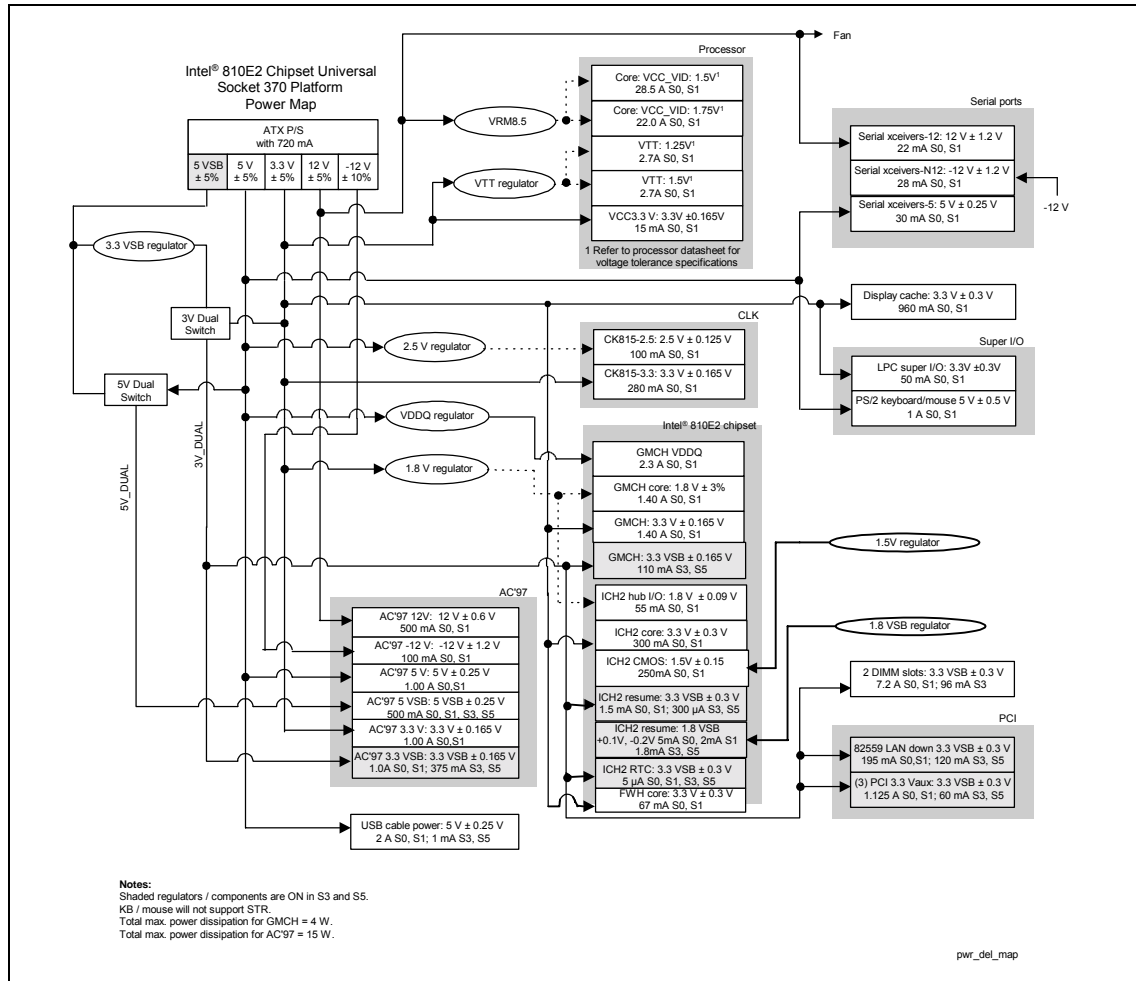 Fan
Processor
Intel® 810E2 Chipset Universal
Socket 370 Platform
Power Map
ATX P/S
with 720 mA
5 VSB
± 5%
5 V
± 5%
3.3 V
± 5%
12 V
± 5%
-12 V
± 10%
VRM8.5
VTT regulator
Core: VCC_VID: 1.5V¹
28.5 A S0, S1
Core: VCC_VID: 1.75V¹
22.0 A S0, S1
VTT: 1.25V¹
2.7A S0, S1
VTT: 1.5V¹
2.7A S0, S1
VCC3.3 V: 3.3V ±0.165V
15 mA S0, S1
1 Refer to processor datasheet for
voltage tolerance specifications
Serial ports
Serial xceivers-12: 12 V ± 1.2 V
22 mA S0, S1
Serial xceivers-N12: -12 V ± 1.2 V
28 mA S0, S1
Serial xceivers-5: 5 V ± 0.25 V
30 mA S0, S1
-12 V
3.3 VSB regulator
3V Dual
Switch
5V Dual
Switch
5V_DUAL
3V_DUAL
2.5 V regulator
VDDQ regulator
1.8 V regulator
Display cache: 3.3 V ± 0.3 V
960 mA S0, S1
CLK
CK815-2.5: 2.5 V ± 0.125 V
100 mA S0, S1
CK815-3.3: 3.3 V ± 0.165 V
280 mA S0, S1
Super I/O
LPC super I/O: 3.3V ±0.3V
50 mA S0, S1
PS/2 keyboard/mouse 5 V ± 0.5 V
1 A S0, S1
Intel® 810E2 chipset
GMCH VDDQ
2.3 A S0, S1
GMCH core: 1.8 V ± 3%
1.40 A S0, S1
GMCH: 3.3 V ± 0.165 V
1.40 A S0, S1
GMCH: 3.3 VSB ± 0.165 V
110 mA S3, S5
ICH2 hub I/O: 1.8 V ± 0.09 V
55 mA S0, S1
ICH2 core: 3.3 V ± 0.3 V
300 mA S0, S1
ICH2 CMOS: 1.5V ± 0.15
250mA S0, S1
ICH2 resume: 3.3 VSB ± 0.3 V
1.5 mA S0, S1; 300 µA S3, S5
ICH2 resume: 1.8 VSB
+0.1V, -0.2V 5mA S0, 2mA S1
1.8mA S3, S5
ICH2 RTC: 3.3 VSB ± 0.3 V
5 µA S0, S1, S3, S5
FWH core: 3.3 V ± 0.3 V
67 mA S0, S1
1.5V regulator
1.8 VSB regulator
2 DIMM slots: 3.3 VSB ± 0.3 V
7.2 A S0, S1; 96 mA S3
PCI
82559 LAN down 3.3 VSB ± 0.3 V
195 mA S0,S1; 120 mA S3, S5
(3) PCI 3.3 Vaux: 3.3 VSB ± 0.3 V
1.125 A S0, S1; 60 mA S3, S5
AC'97
AC'97 12V: 12 V ± 0.6 V
500 mA S0, S1
AC'97 -12 V: -12 V ± 1.2 V
100 mA S0, S1
AC'97 5 V: 5 V ± 0.25 V
1.00 A S0,S1
AC'97 5 VSB: 5 VSB ± 0.25 V
500 mA S0, S1, S3, S5
AC'97 3.3 V: 3.3 V ± 0.165 V
1.00 A S0,S1
AC'97 3.3 VSB: 3.3 VSB ± 0.165 V
1.0A S0, S1; 375 mA S3, S5
USB cable power: 5 V ± 0.25 V
2 A S0, S1; 1 mA S3, S5
Notes:
Shaded regulators / components are ON in S3 and S5.
KB / mouse will not support STR.
Total max. power dissipation for GMCH = 4 W.
Total max. power dissipation for AC'97 = 15 W.
pwr_del_map